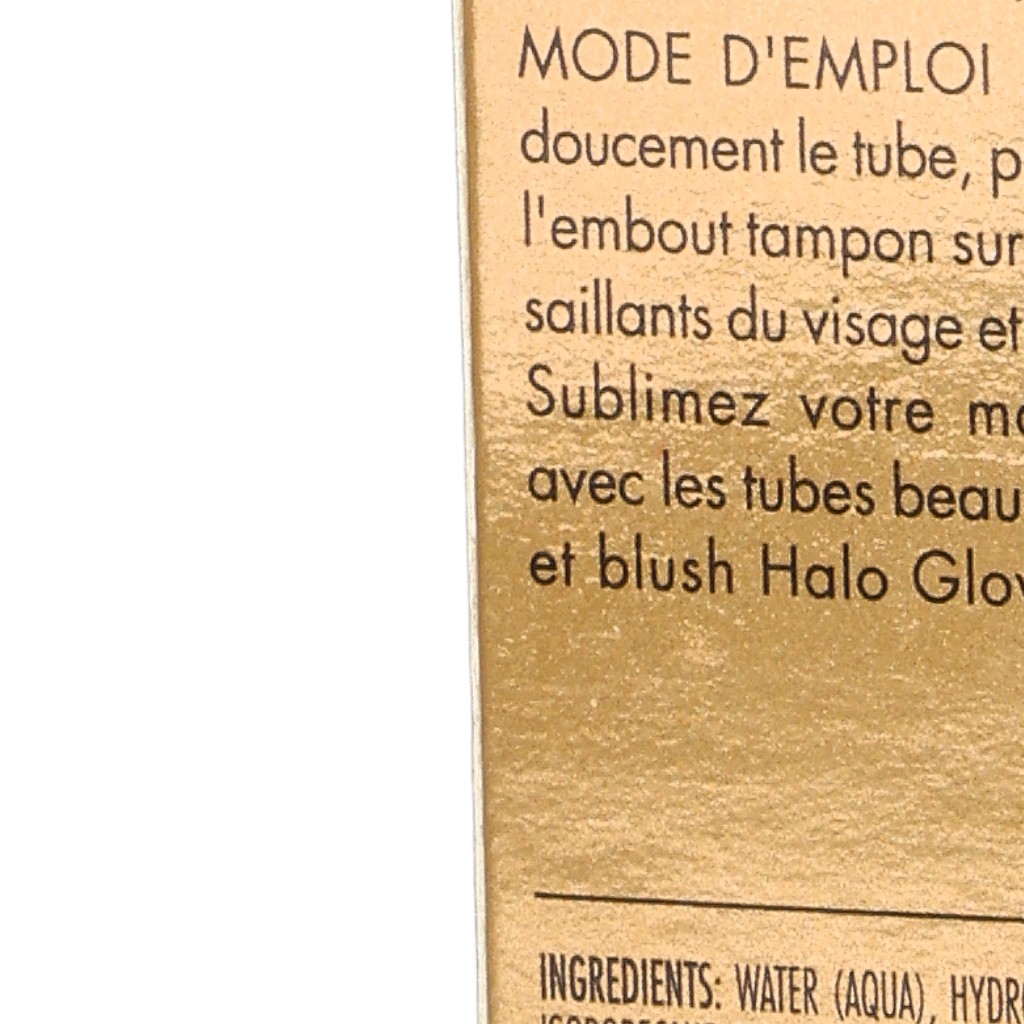 MODE D'EMPLOI
doucement le tube,
l'embout tampon sur
saillants du visage et
Sublimez votre
avec les tubes
et blush Halo
INGREDIENTS: WATER (AQUA),